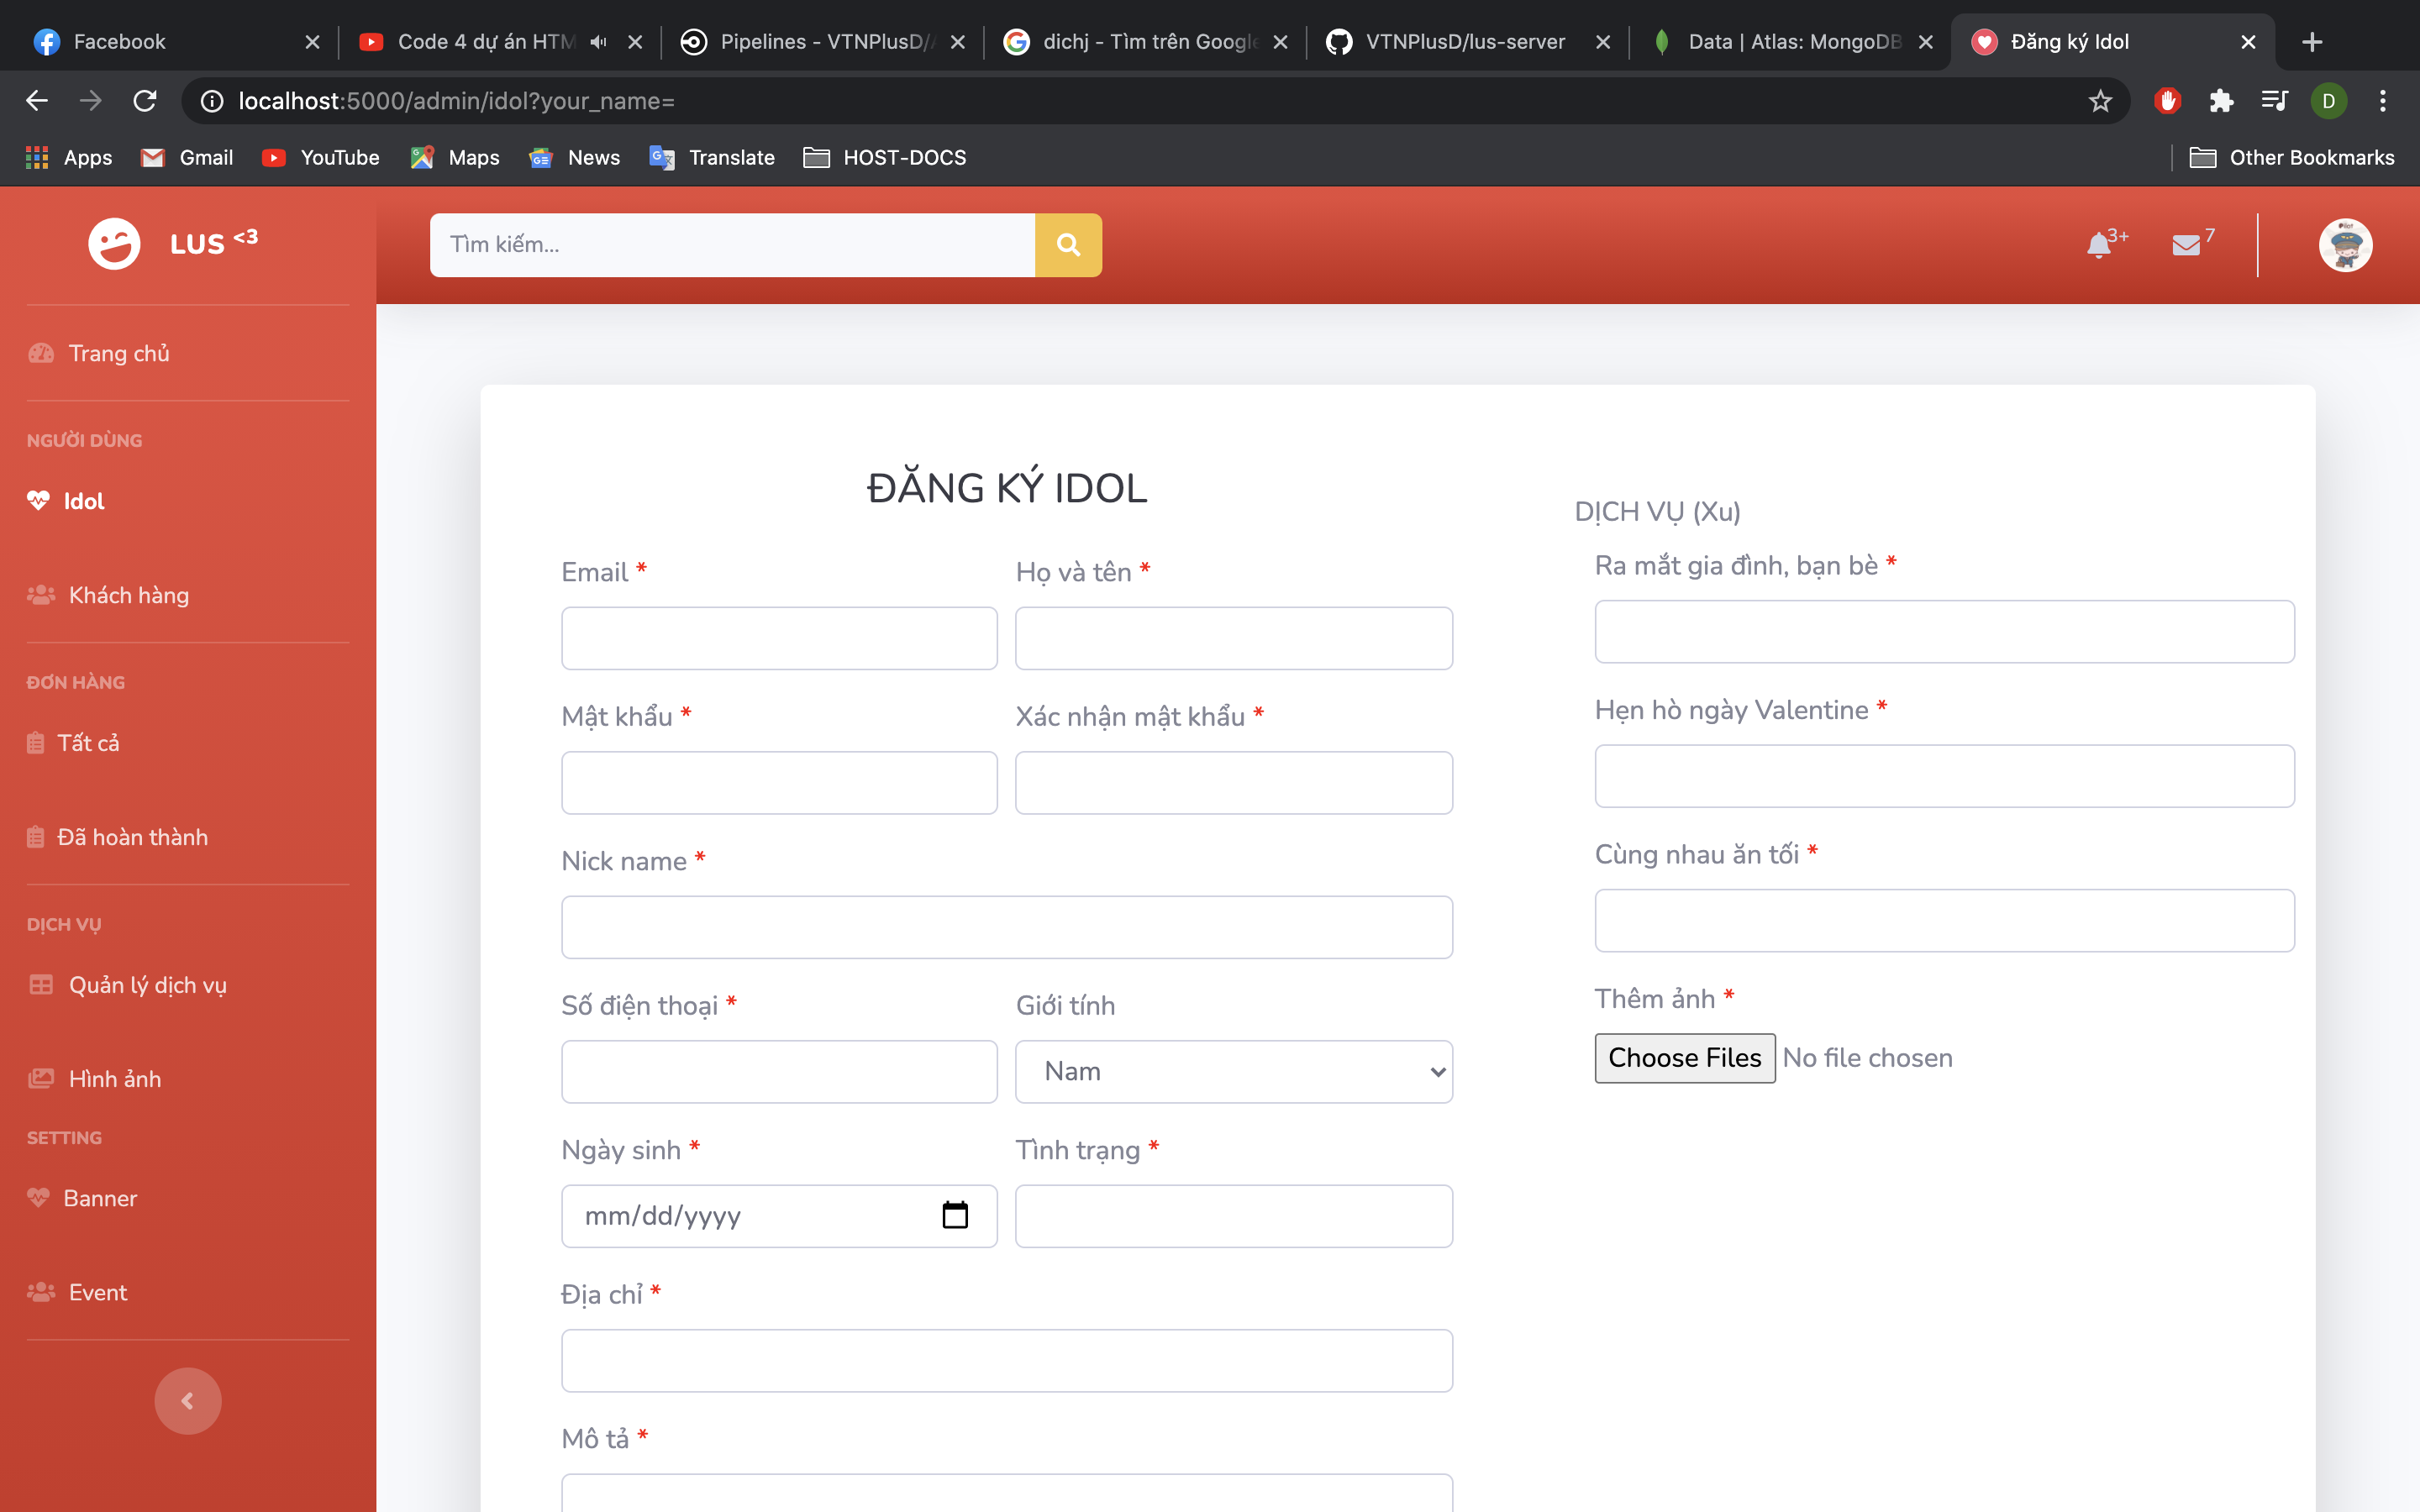 Facebook
Code 4 dự án HTM
Pipelines - VTNPlusD/
dichj - Tìm trên Google
VTNPlusD/lus-server
Data | Atlas: MongoDB
Đăng ký Idol
localhost:5000/admin/idol?your_name=
D
Apps
Gmail
YouTube
Maps
News
Translate
HOST-DOCS
Other Bookmarks
LUS <3
Tìm kiếm...
3+
7
Trang chủ
NGƯỜI DÙNG
Idol
Khách hàng
ĐƠN HÀNG
Tất cả
Đã hoàn thành
DỊCH VỤ
Quản lý dịch vụ
Hình ảnh
SETTING
Banner
Event
ĐĂNG KÝ IDOL
Email *
Họ và tên *
Mật khẩu *
Xác nhận mật khẩu *
Nick name *
Số điện thoại *
Giới tính
Nam
Ngày sinh *
Tình trạng *
mm/dd/yyyy
Địa chỉ *
Mô tả *
DỊCH VỤ (Xu)
Ra mắt gia đình, bạn bè *
Hẹn hò ngày Valentine *
Cùng nhau ăn tối *
Thêm ảnh *
Choose Files No file chosen